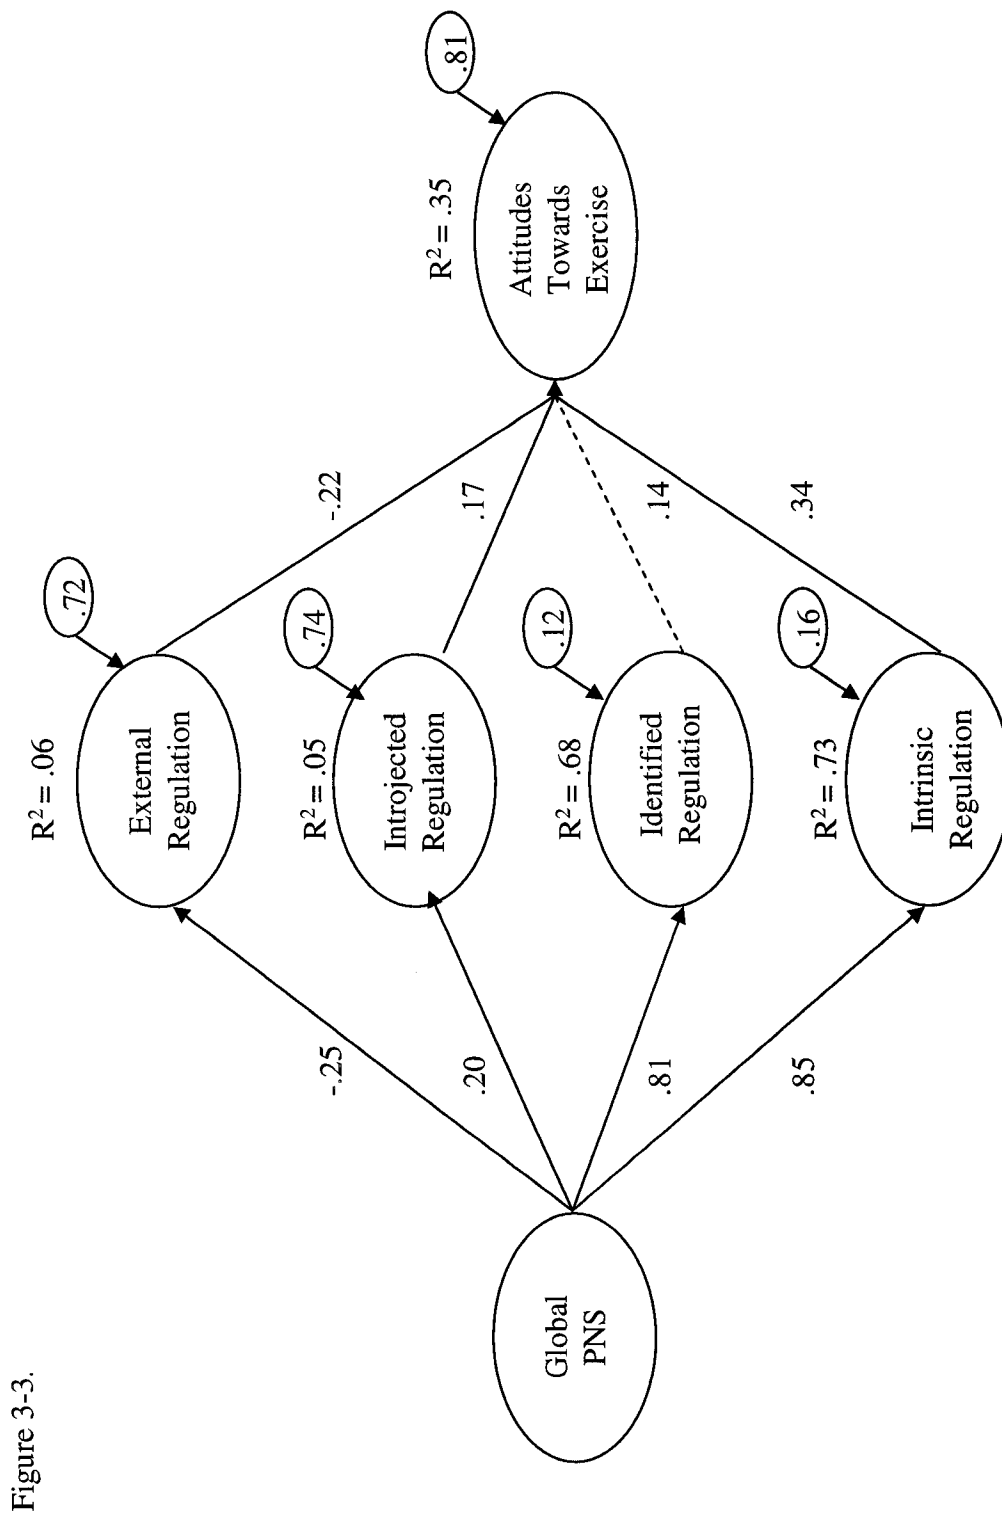 Figure 3-3.
Global
PNS
-.25
.20
.81
.85
R² = .06
External
Regulation
.72
R² = .05
Introjected
Regulation
.74
R² = .68
Identified
Regulation
.12
R² = .73
Intrinsic
Regulation
.16
-.22
.17
.14
.34
R² = .35
Attitudes
Towards
Exercise
.81